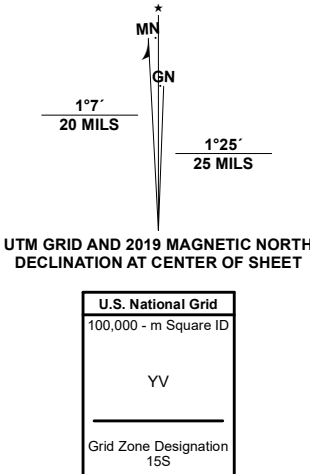 MN
GN
1°7´
20 MILS
1°25´
25 MILS
UTM GRID AND 2019 MAGNETIC NORTH
DECLINATION AT CENTER OF SHEET
U.S. National Grid
100,000 - m Square ID
YV
Grid Zone Designation
15S